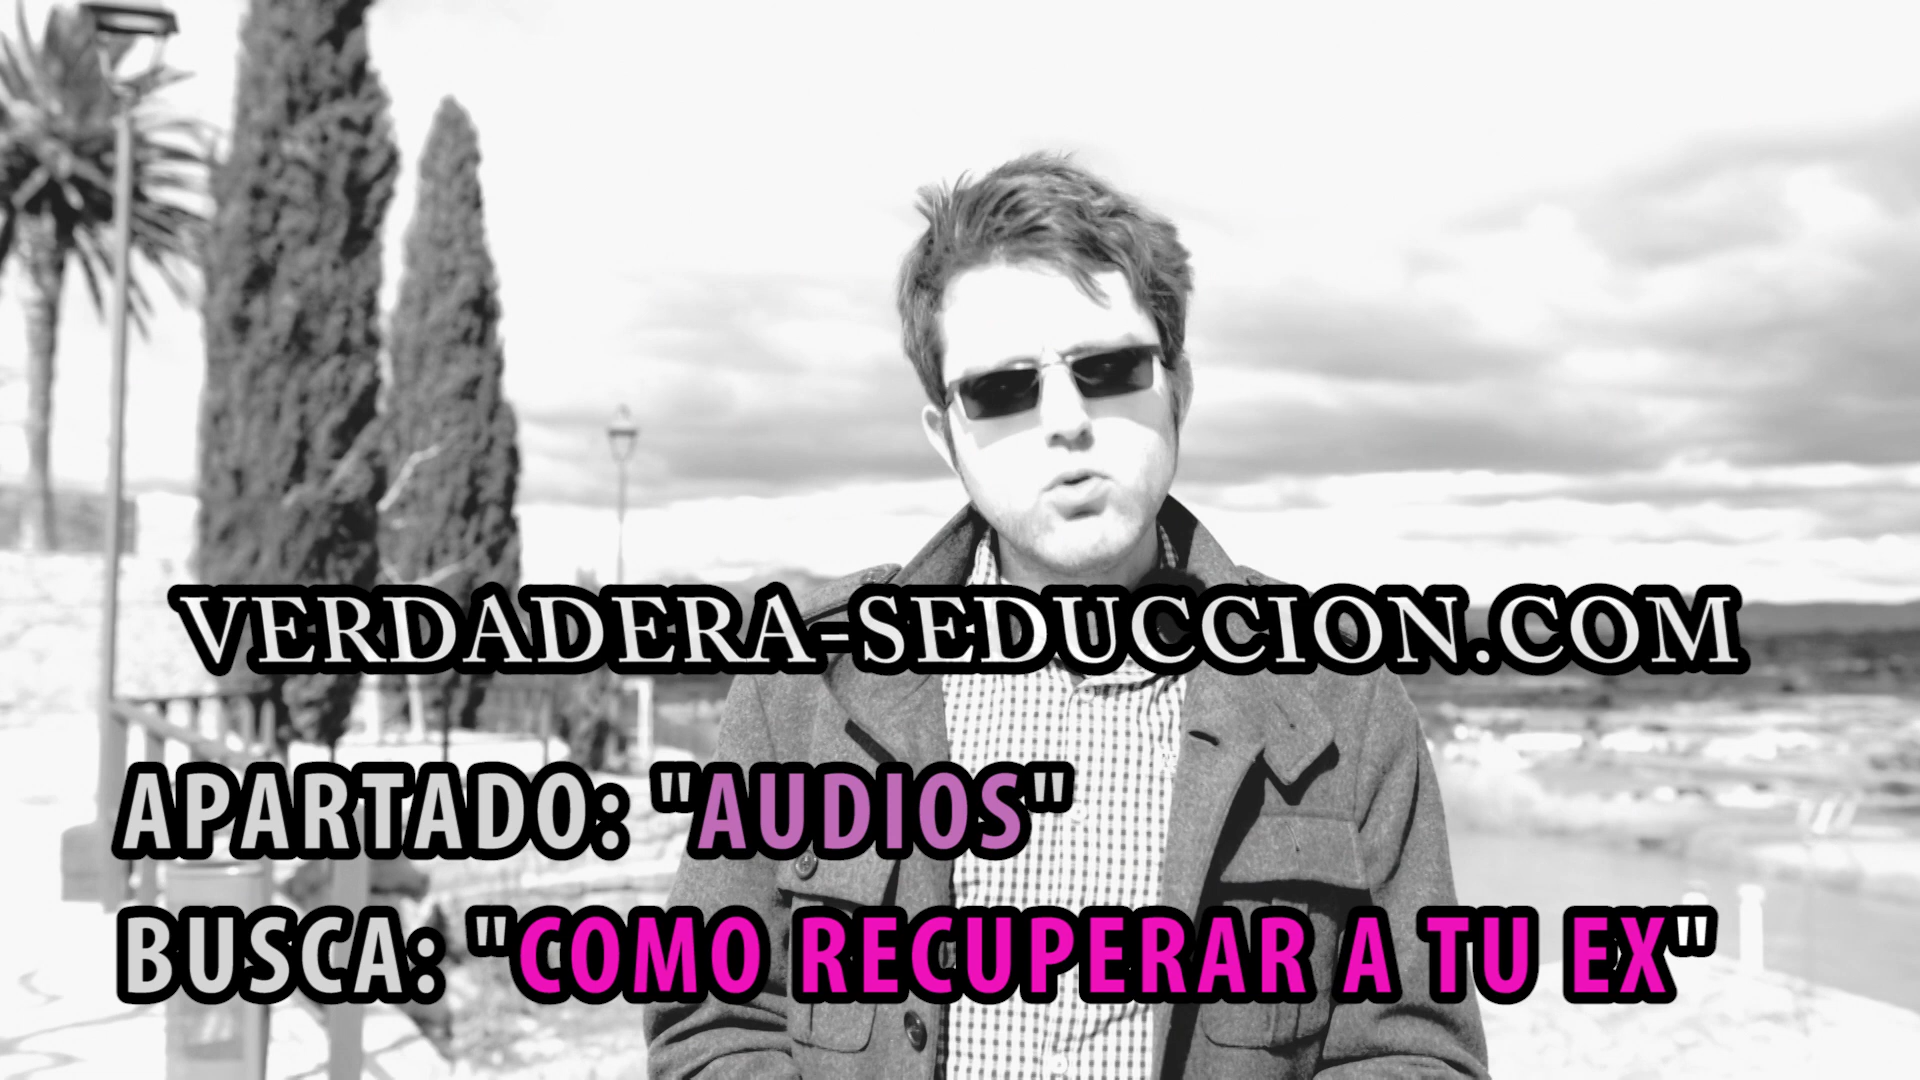 VERDADERA-SEDUCCION.COM
APARTADO: "AUDIOS"
BUSCA: "COMO RECUPERAR A TU EX"